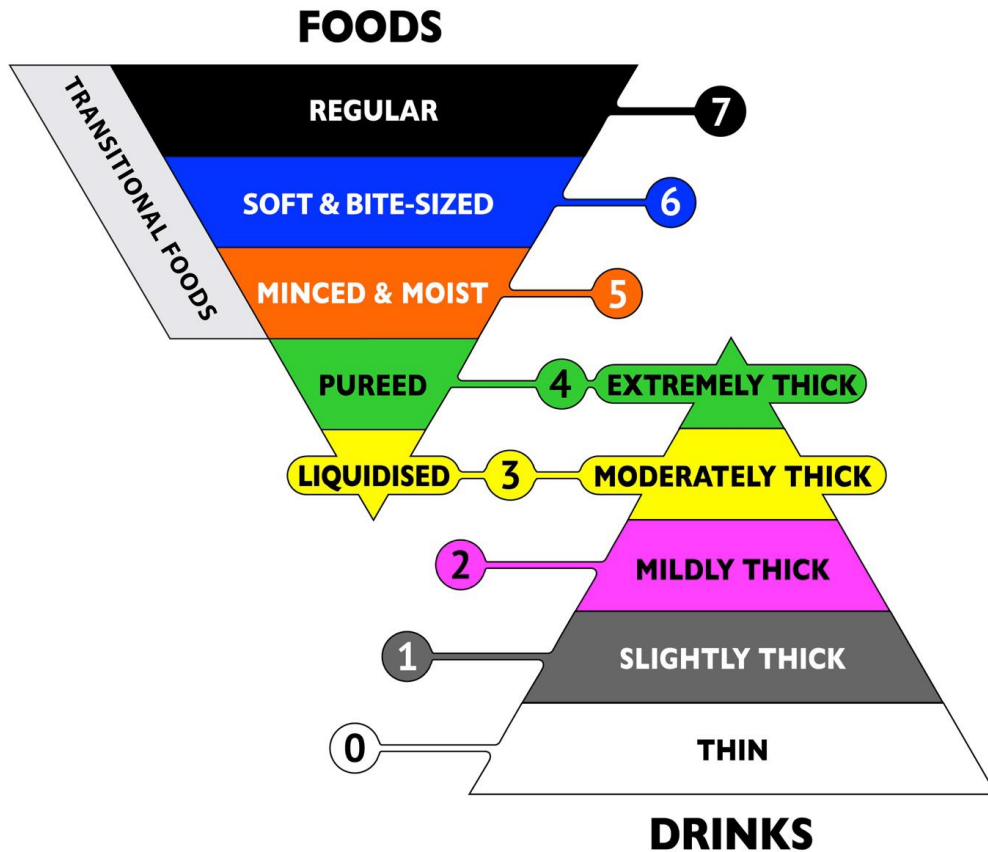 FOODS
TRANSITIONAL FOODS
REGULAR
7
SOFT & BITE-SIZED
6
MINCED & MOIST
5
PUREED
4
EXTREMELY THICK
LIQUIDISED
3
MODERATELY THICK
2
MILDLY THICK
1
SLIGHTLY THICK
0
THIN
DRINKS